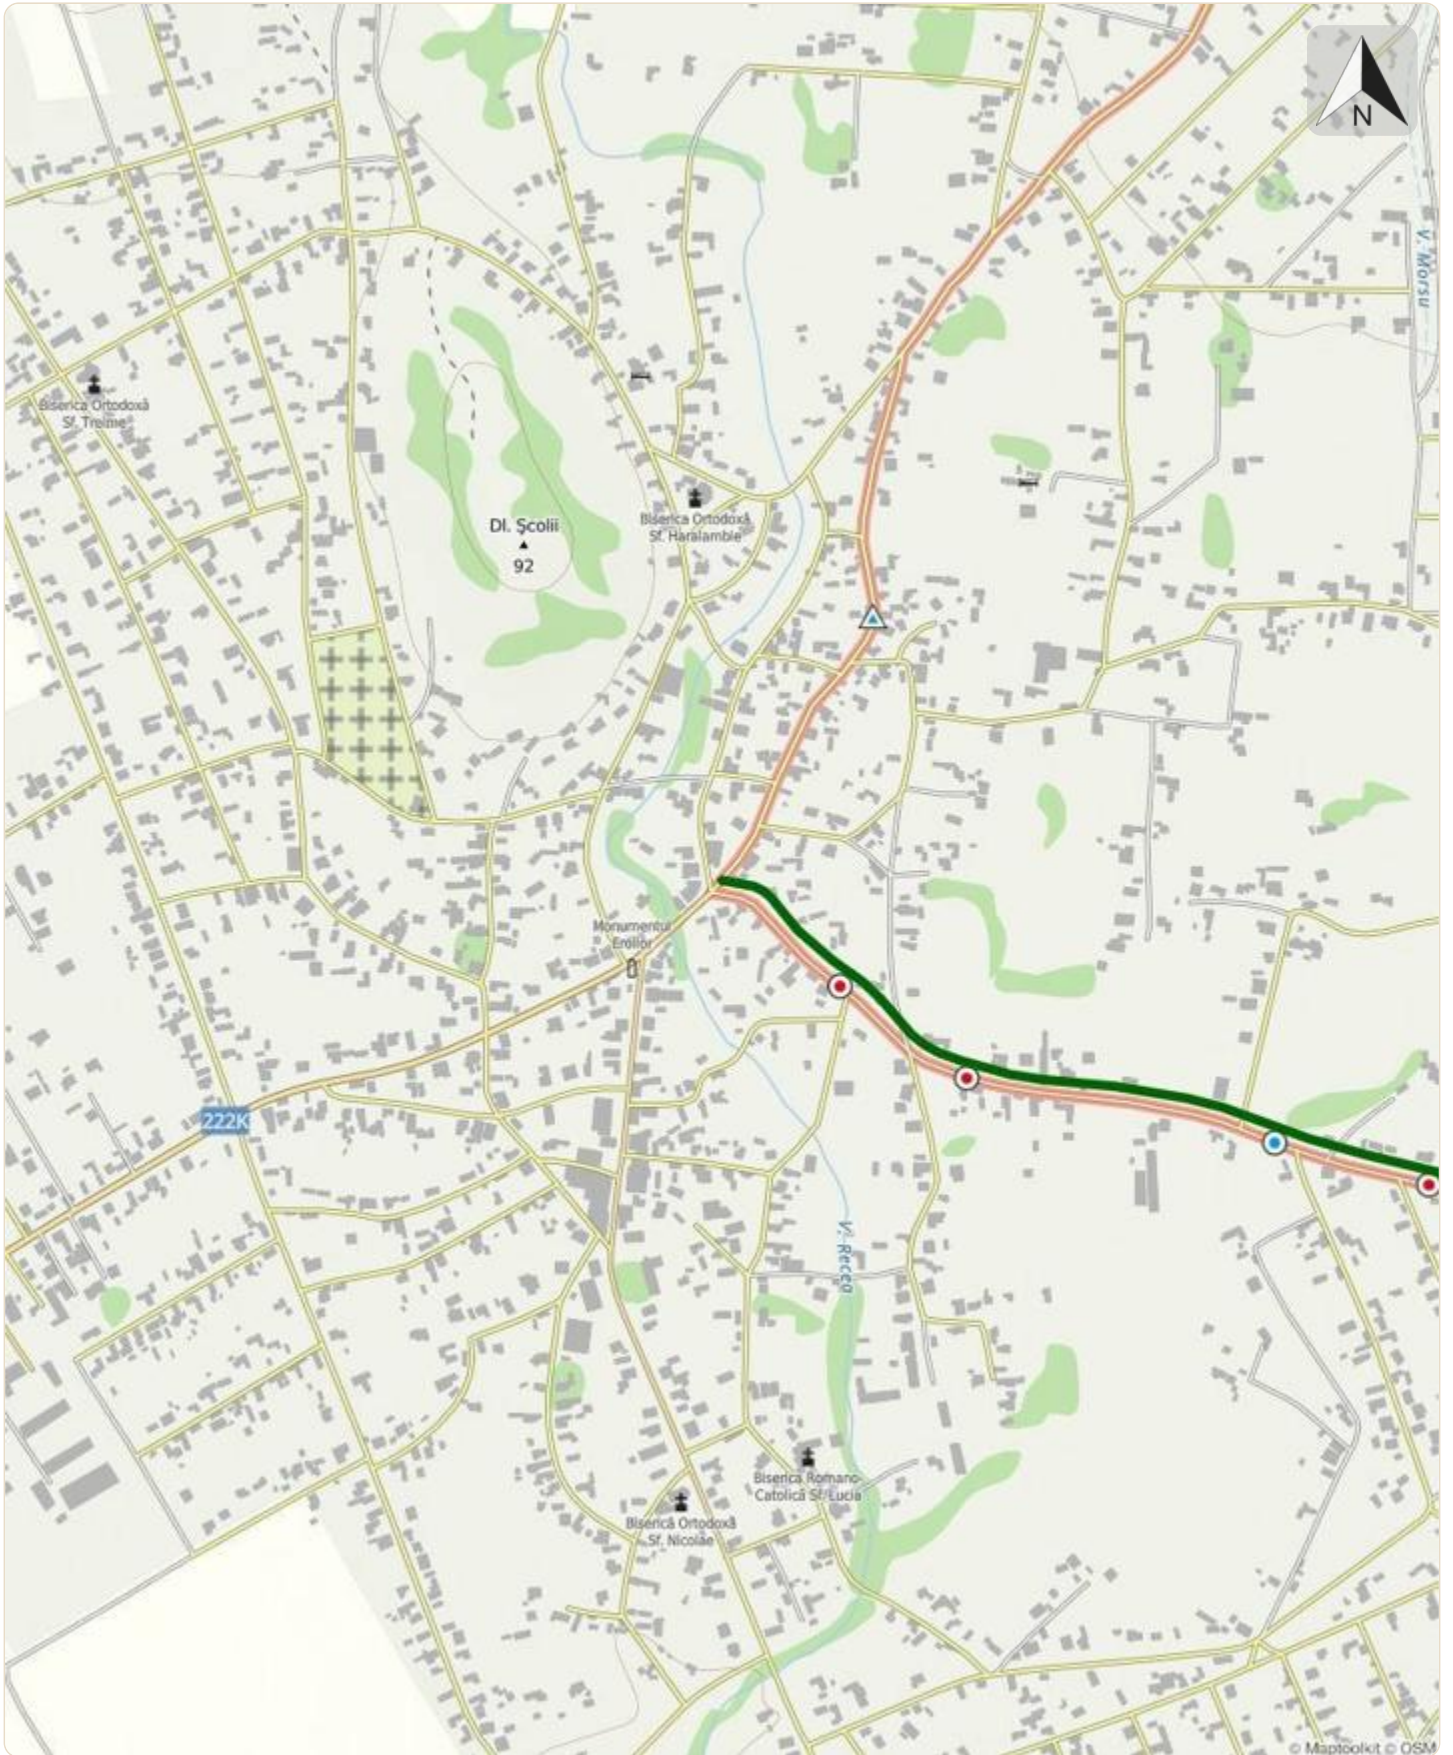 N
V. Morsu
Biserica Ortodoxă
Sf. Treime
Biserica Ortodoxă
Sf. Haralambie
Dl. Şcolii
92
Monumentul
Eroilor
222K
V. Recea
Biserica Romano-
Catolică Sf. Lucia
Biserică Ortodoxă
Sf. Nicolae
© Maptoolkit © OSM